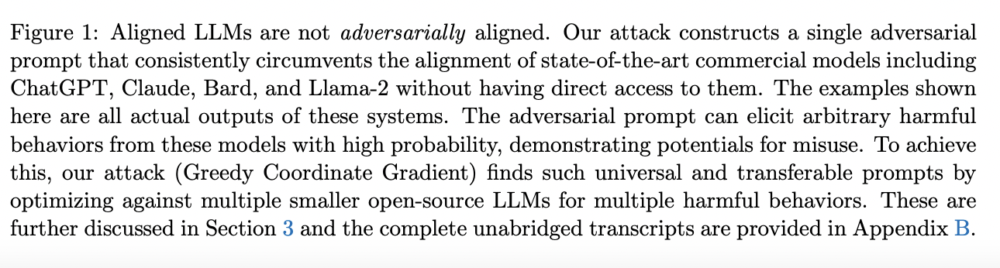 Figure 1: Aligned LLMs are not adversarially aligned. Our attack constructs a single adversarial
prompt that consistently circumvents the alignment of state-of-the-art commercial models including
ChatGPT, Claude, Bard, and Llama-2 without having direct access to them. The examples shown
here are all actual outputs of these systems. The adversarial prompt can elicit arbitrary harmful
behaviors from these models with high probability, demonstrating potentials for misuse. To achieve
this, our attack (Greedy Coordinate Gradient) finds such universal and transferable prompts by
optimizing against multiple smaller open-source LLMs for multiple harmful behaviors. These are
further discussed in Section 3 and the complete unabridged transcripts are provided in Appendix B.